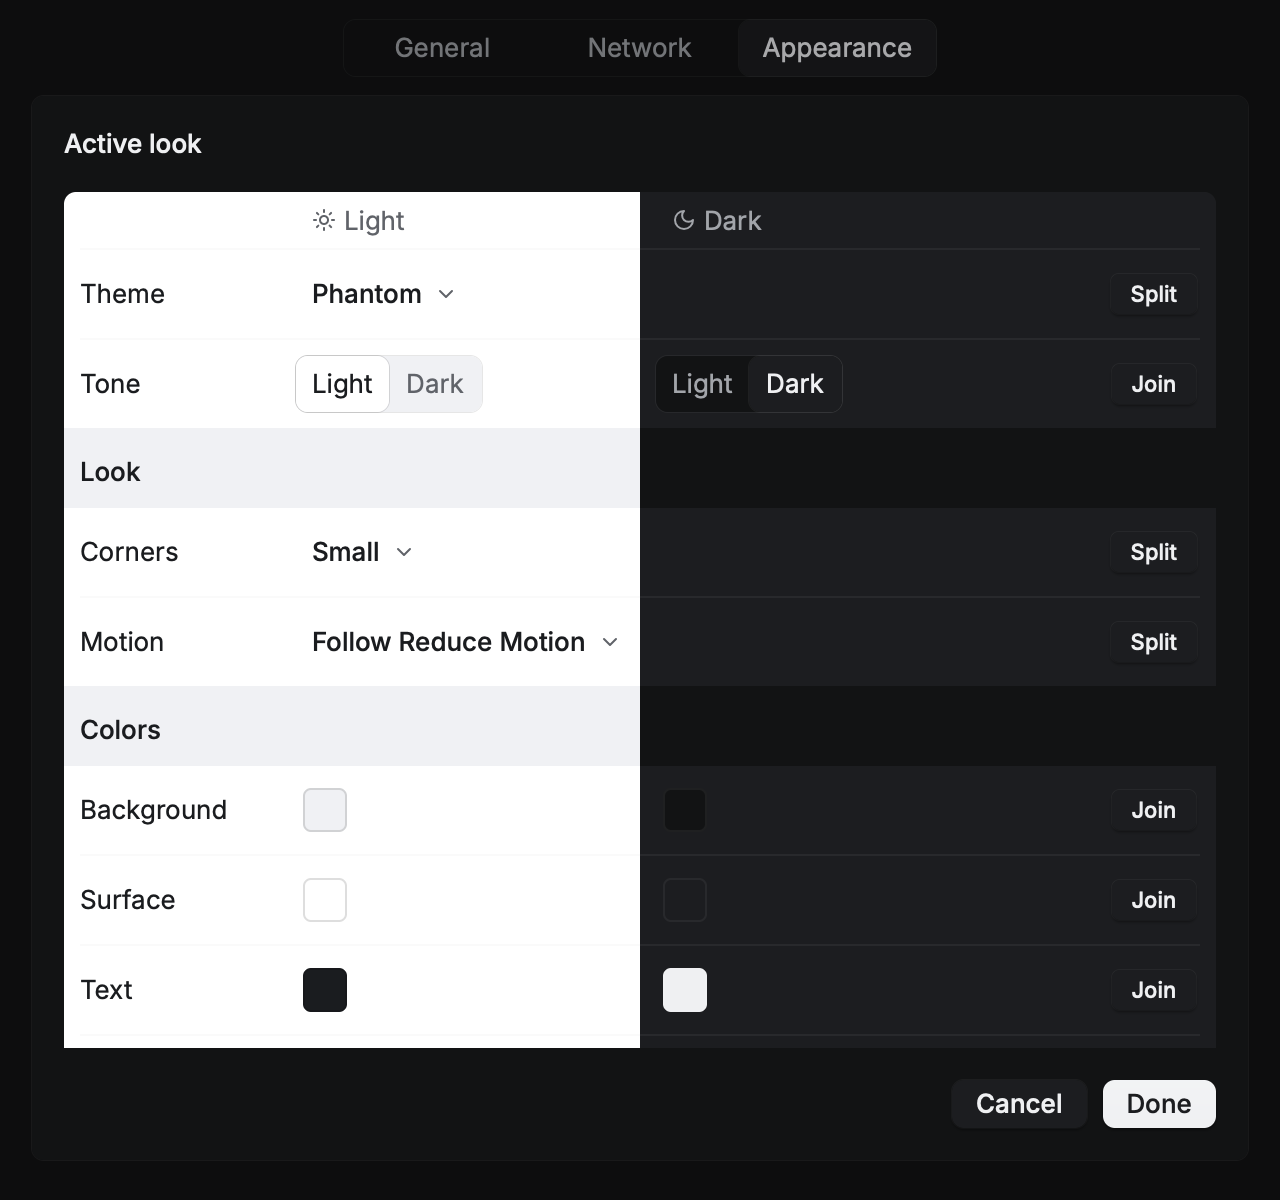 General Network Appearance
Active look
Light Dark
Theme Phantom Split
Tone Light Dark Light Dark Join
Look
Corners Small Split
Motion Follow Reduce Motion Split
Colors
Background Join
Surface Join
Text Join
Cancel Done